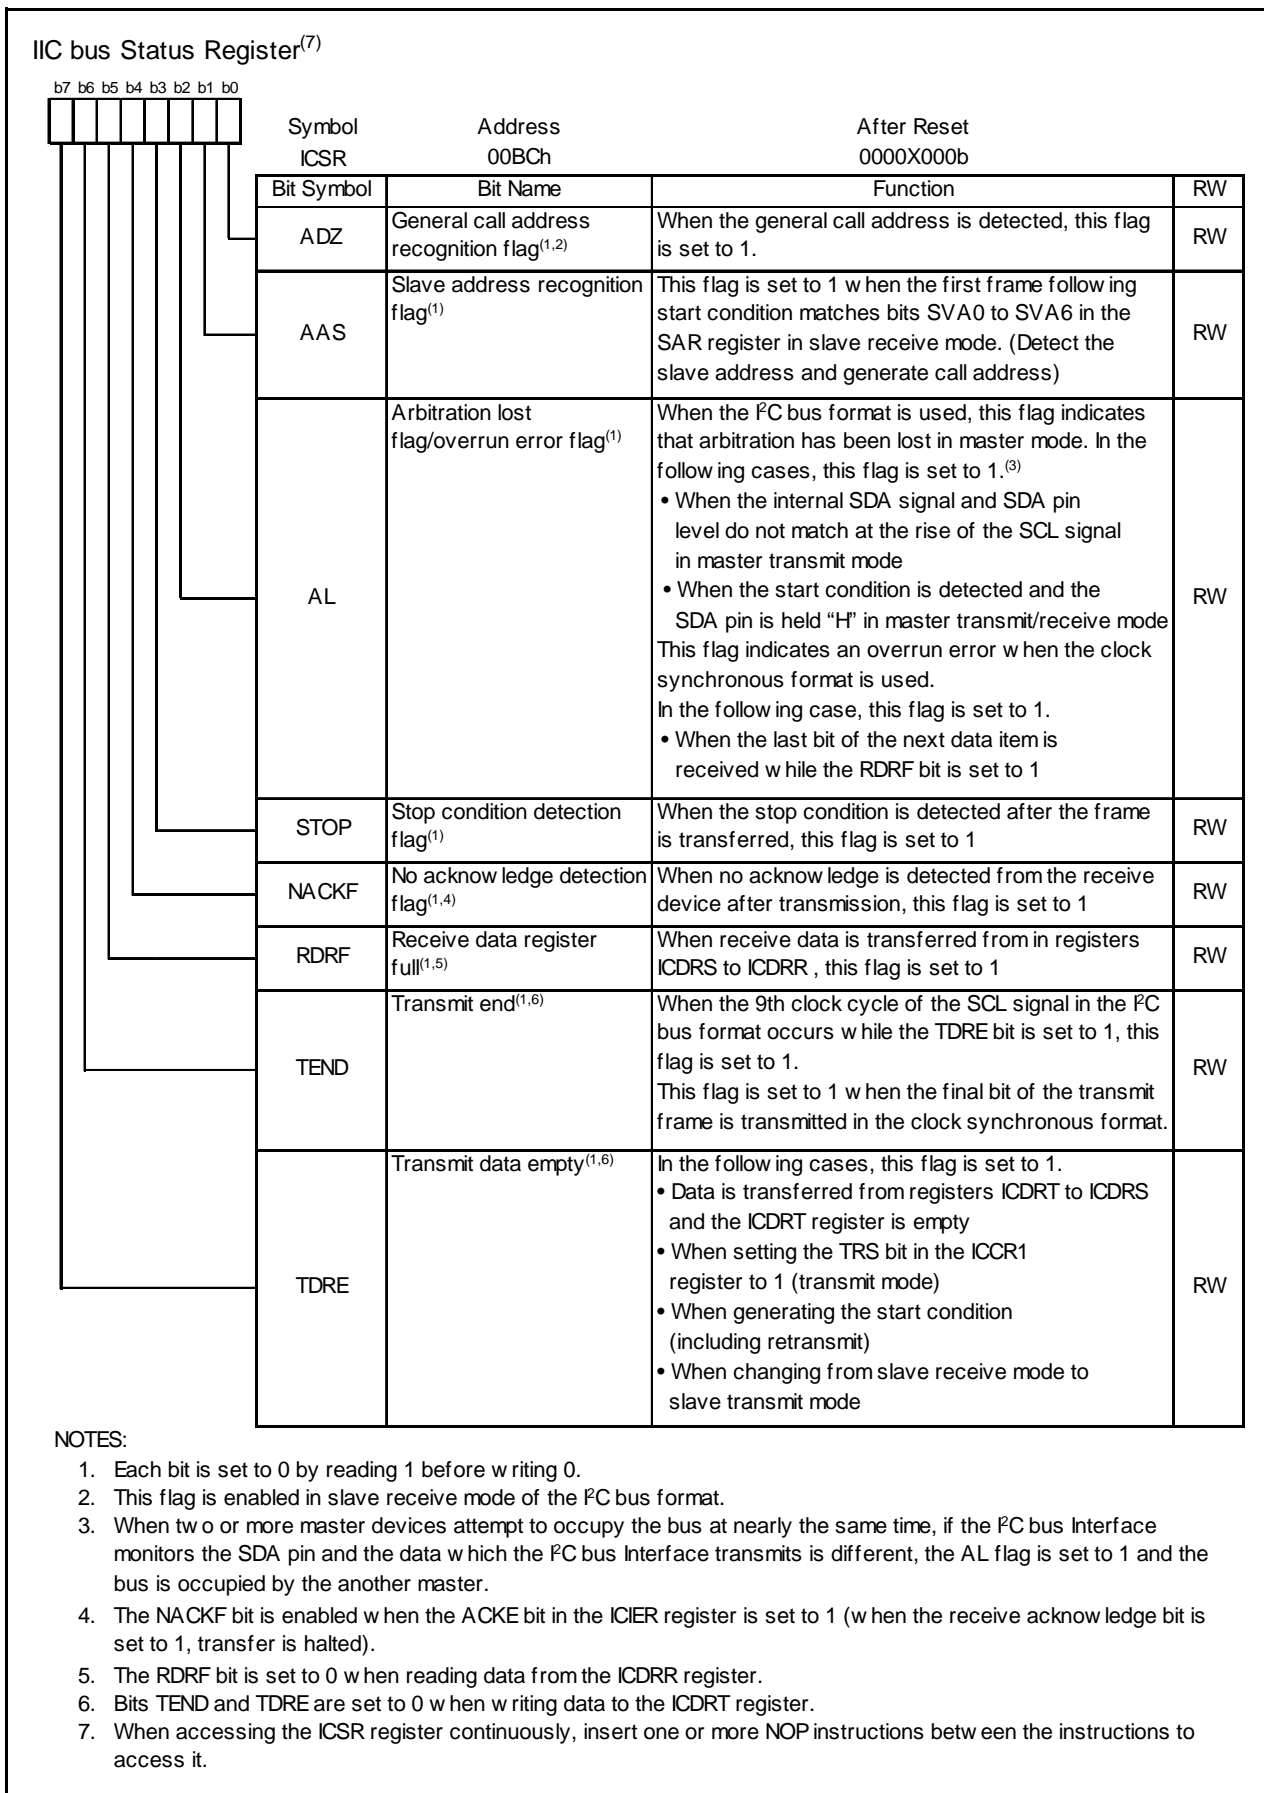 IIC bus Status Register(7)
b7 b6 b5 b4 b3 b2 b1 b0
Symbol Address After Reset
ICSR 00BCh 0000X000b
Bit Symbol Bit Name Function RW
ADZ General call address recognition flag(1,2) When the general call address is detected, this flag is set to 1. RW
AAS
Slave address recognition
flag(1)
This flag is set to 1 when the first frame following
start condition matches bits SVA0 to SVA6 in the
SAR register in slave receive mode. (Detect the
slave address and generate call address)
RW
AL
Arbitration lost
flag/overrun error flag(1)
When the I²C bus format is used, this flag indicates
that arbitration has been lost in master mode. In the
following cases, this flag is set to 1.(3)
• When the internal SDA signal and SDA pin
level do not match at the rise of the SCL signal
in master transmit mode
• When the start condition is detected and the
SDA pin is held “H” in master transmit/receive mode
This flag indicates an overrun error when the clock
synchronous format is used.
In the following case, this flag is set to 1.
• When the last bit of the next data item is
received while the RDRF bit is set to 1
RW
STOP
Stop condition detection
flag(1)
When the stop condition is detected after the frame
is transferred, this flag is set to 1
RW
NACKF
No acknowledge detection
flag(1,4)
When no acknowledge is detected from the receive
device after transmission, this flag is set to 1
RW
RDRF
Receive data register
full(1,5)
When receive data is transferred from in registers
ICDRS to ICDRR , this flag is set to 1
RW
TEND
Transmit end(1,6)
When the 9th clock cycle of the SCL signal in the I²C
bus format occurs while the TDRE bit is set to 1, this
flag is set to 1.
This flag is set to 1 when the final bit of the transmit
frame is transmitted in the clock synchronous format.
RW
TDRE
Transmit data empty(1,6)
In the following cases, this flag is set to 1.
• Data is transferred from registers ICDRT to ICDRS
and the ICDRT register is empty
• When setting the TRS bit in the ICCR1
register to 1 (transmit mode)
• When generating the start condition
(including retransmit)
• When changing from slave receive mode to
slave transmit mode
RW
NOTES:
1. Each bit is set to 0 by reading 1 before writing 0.
2. This flag is enabled in slave receive mode of the I²C bus format.
3. When two or more master devices attempt to occupy the bus at nearly the same time, if the I²C bus Interface
monitors the SDA pin and the data which the I²C bus Interface transmits is different, the AL flag is set to 1 and the
bus is occupied by the another master.
4. The NACKF bit is enabled when the ACKE bit in the ICIER register is set to 1 (when the receive acknowledge bit is
set to 1, transfer is halted).
5. The RDRF bit is set to 0 when reading data from the ICDRR register.
6. Bits TEND and TDRE are set to 0 when writing data to the ICDRT register.
7. When accessing the ICSR register continuously, insert one or more NOP instructions between the instructions to
access it.